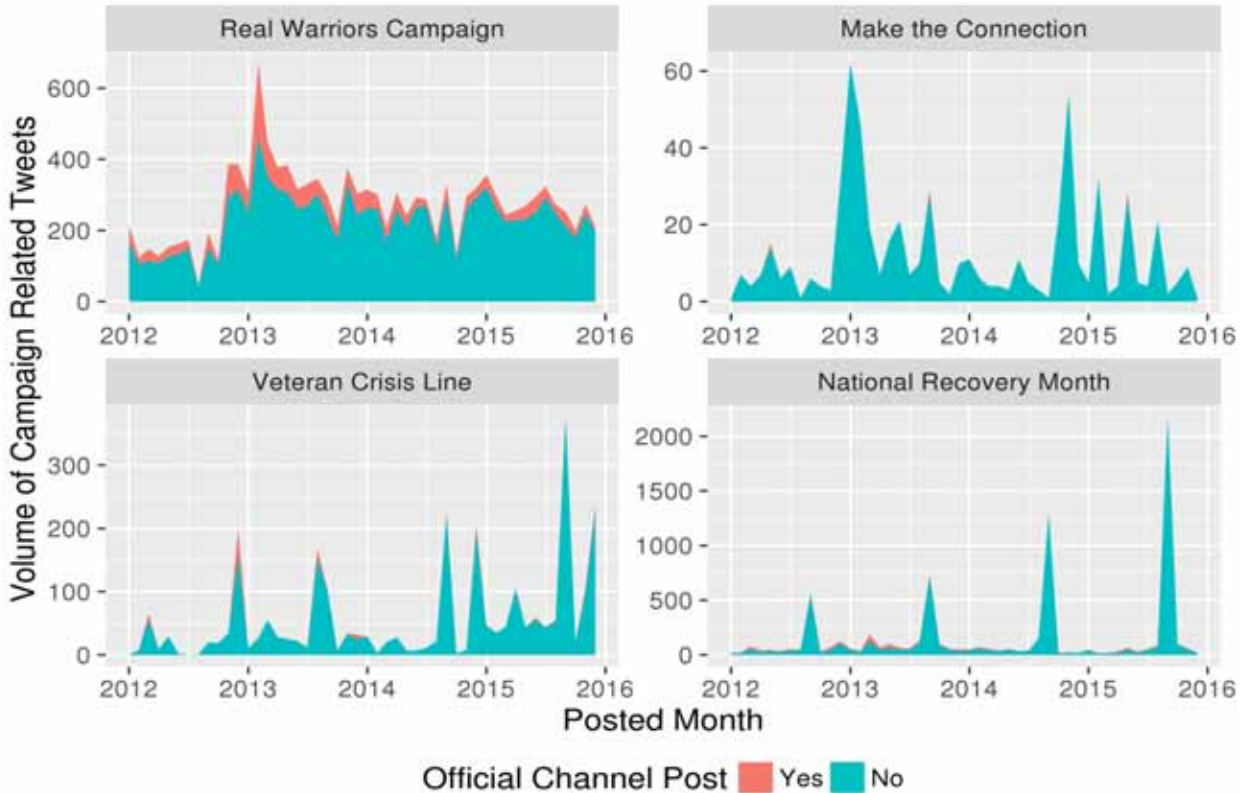 Real Warriors Campaign
Make the Connection
Volume of Campaign Related Tweets
600
400
200
0
2012 2013 2014 2015 2016
60
40
20
0
2012 2013 2014 2015 2016
Veteran Crisis Line
National Recovery Month
300
200
100
0
2012 2013 2014 2015 2016
2000
1500
1000
500
0
2012 2013 2014 2015 2016
Posted Month
Official Channel Post Yes No